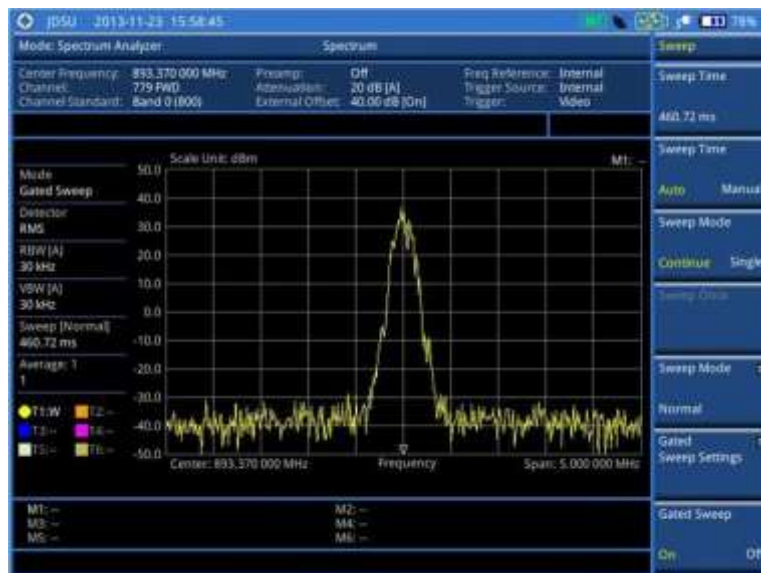 JDSU 2013-11-23 15:58:45
78%
Mode: Spectrum Analyzer
Spectrum
Sweep
Center Frequency: 893.370 000 MHz
Channel: 779 FWD
Channel Standard: Band 0 (800)
Preamp: Off
Attenuation: 20 dB [A]
External Offset: 40.00 dB [On]
Freq Reference: Internal
Trigger Source: Internal
Trigger: Video
Sweep Time
460.72 ms
Sweep Time
Auto Manual
Sweep Mode
Continue Single
Sweep Once
Sweep Mode
Normal
Gated
Sweep Settings
Gated Sweep
On Off
Mode
Gated Sweep
Detector
RMS
RBW [A]
30 kHz
VBW [A]
30 kHz
Sweep [Normal]
460.72 ms
Average: 1
1
T1:W T2:--
T3:-- T4:--
T5:-- T6:--
Scale Unit: dBm
M1: --
50.0
40.0
30.0
20.0
10.0
0.0
-10.0
-20.0
-30.0
-40.0
-50.0
Center: 893.370 000 MHz
Frequency
Span: 5.000 000 MHz
M1: --
M2: --
M3: --
M4: --
M5: --
M6: --